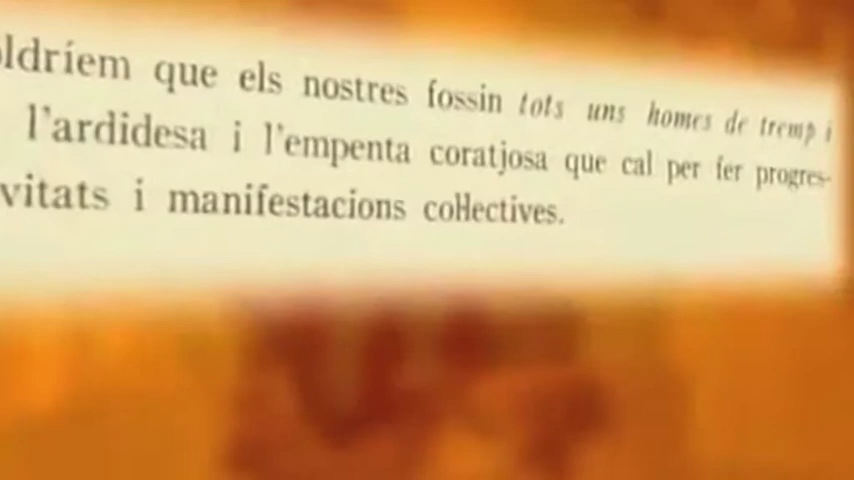 oldríem que els nostres fossin tots uns homes de tremp i
l'ardidesa i l'empenta coratjosa que cal per fer progres-
vitats i manifestacions col·lectives.